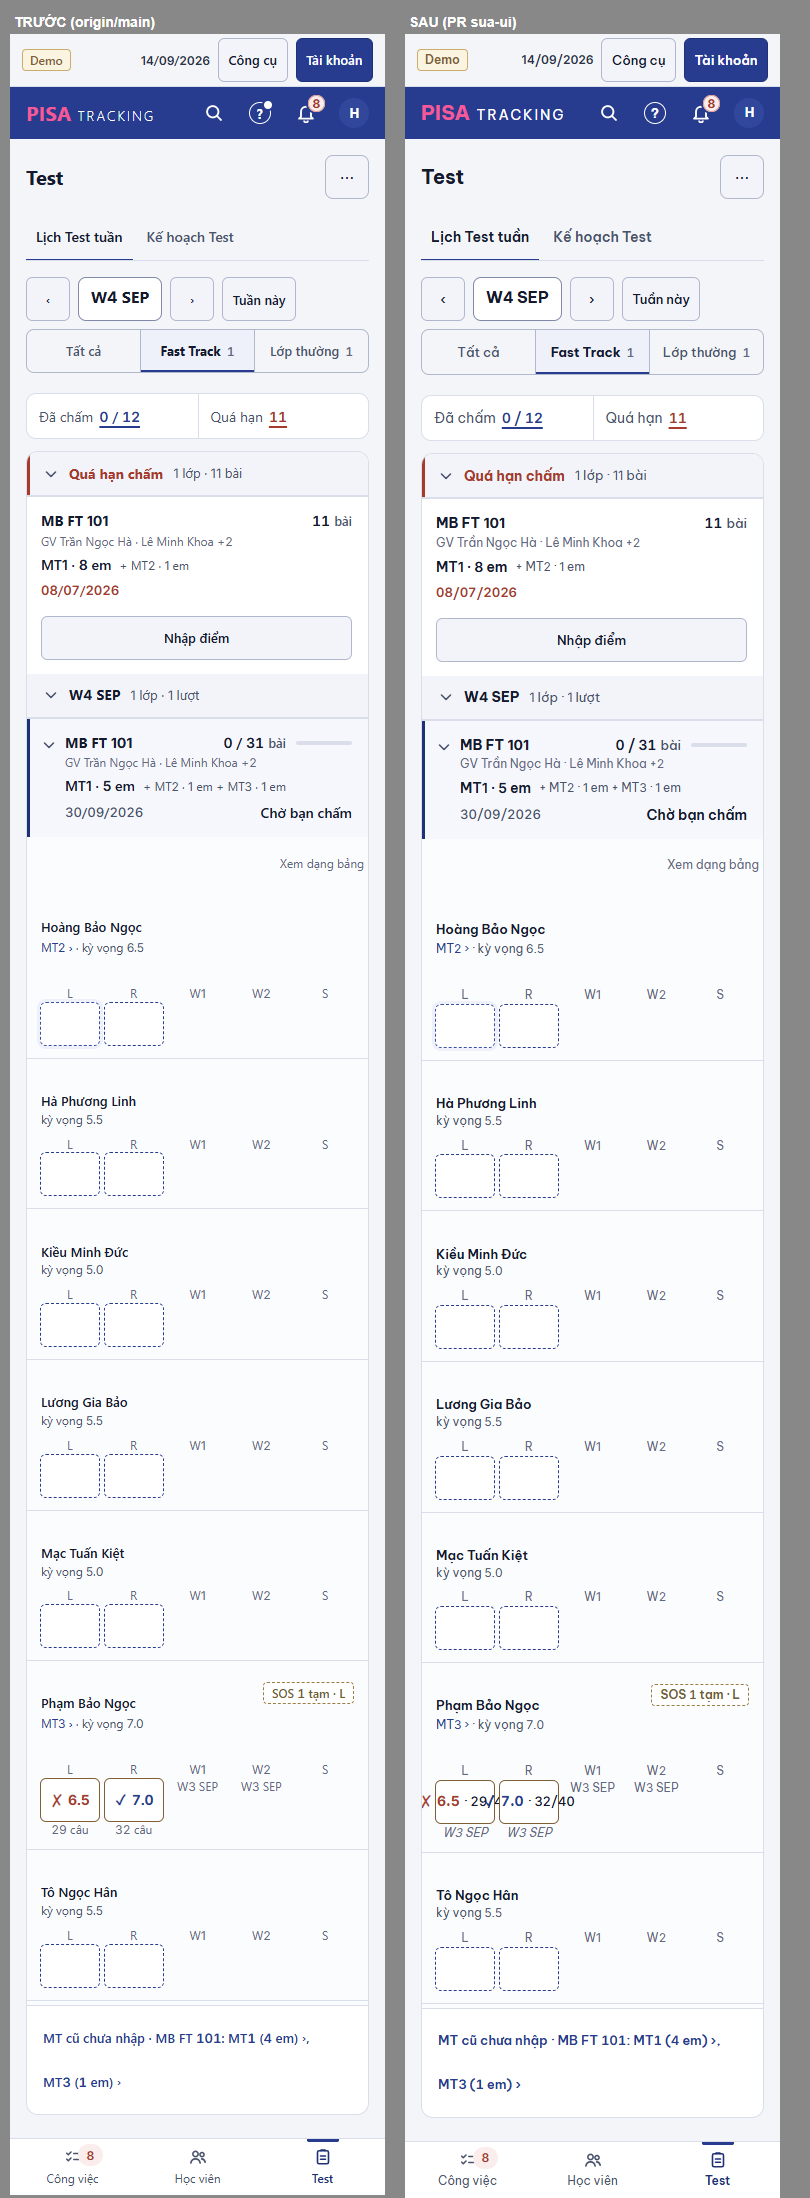 TRƯỚC (origin/main)
Demo 14/09/2026 Công cụ Tài khoản
PISA TRACKING ? 8 H
Test ...
Lịch Test tuần Kế hoạch Test
‹ W4 SEP › Tuần này
Tất cả Fast Track 1 Lớp thường 1
Đã chấm 0 / 12 Quá hạn 11
Quá hạn chấm 1 lớp · 11 bài
MB FT 101 11 bài
GV Trần Ngọc Hà · Lê Minh Khoa +2
MT1 · 8 em + MT2 · 1 em
08/07/2026
Nhập điểm
W4 SEP 1 lớp · 1 lượt
MB FT 101 0 / 31 bài
GV Trần Ngọc Hà · Lê Minh Khoa +2
MT1 · 5 em + MT2 · 1 em + MT3 · 1 em
30/09/2026 Chờ bạn chấm
Xem dạng bảng
Hoàng Bảo Ngọc
MT2 › · kỳ vọng 6.5
L R W1 W2 S
Hà Phương Linh
kỳ vọng 5.5
L R W1 W2 S
Kiều Minh Đức
kỳ vọng 5.0
L R W1 W2 S
Lương Gia Bảo
kỳ vọng 5.5
L R W1 W2 S
Mạc Tuấn Kiệt
kỳ vọng 5.0
L R W1 W2 S
SOS 1 tạm · L
Phạm Bảo Ngọc
MT3 › · kỳ vọng 7.0
L R W1 W2 S
W3 SEP W3 SEP
✗ 6.5 ✓ 7.0
29 câu 32 câu
Tô Ngọc Hân
kỳ vọng 5.5
L R W1 W2 S
MT cũ chưa nhập · MB FT 101: MT1 (4 em) ›,
MT3 (1 em) ›
Công việc 8 Học viên Test
SAU (PR sua-ui)
Demo 14/09/2026 Công cụ Tài khoản
PISA TRACKING ? 8 H
Test ...
Lịch Test tuần Kế hoạch Test
‹ W4 SEP › Tuần này
Tất cả Fast Track 1 Lớp thường 1
Đã chấm 0 / 12 Quá hạn 11
Quá hạn chấm 1 lớp · 11 bài
MB FT 101 11 bài
GV Trần Ngọc Hà · Lê Minh Khoa +2
MT1 · 8 em + MT2 · 1 em
08/07/2026
Nhập điểm
W4 SEP 1 lớp · 1 lượt
MB FT 101 0 / 31 bài
GV Trần Ngọc Hà · Lê Minh Khoa +2
MT1 · 5 em + MT2 · 1 em + MT3 · 1 em
30/09/2026 Chờ bạn chấm
Xem dạng bảng
Hoàng Bảo Ngọc
MT2 › · kỳ vọng 6.5
L R W1 W2 S
Hà Phương Linh
kỳ vọng 5.5
L R W1 W2 S
Kiều Minh Đức
kỳ vọng 5.0
L R W1 W2 S
Lương Gia Bảo
kỳ vọng 5.5
L R W1 W2 S
Mạc Tuấn Kiệt
kỳ vọng 5.0
L R W1 W2 S
SOS 1 tạm · L
Phạm Bảo Ngọc
MT3 › · kỳ vọng 7.0
L R W1 W2 S
W3 SEP W3 SEP
✗ 6.5 · 29/4 ✓ 7.0 · 32/40
W3 SEP W3 SEP
Tô Ngọc Hân
kỳ vọng 5.5
L R W1 W2 S
MT cũ chưa nhập · MB FT 101: MT1 (4 em) ›,
MT3 (1 em) ›
Công việc 8 Học viên Test